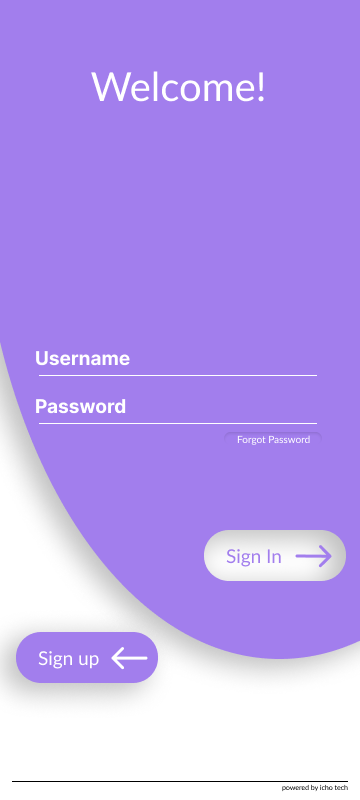 Welcome!
Username
Password
Forgot Password
Sign In
Sign up
powered by icho tech